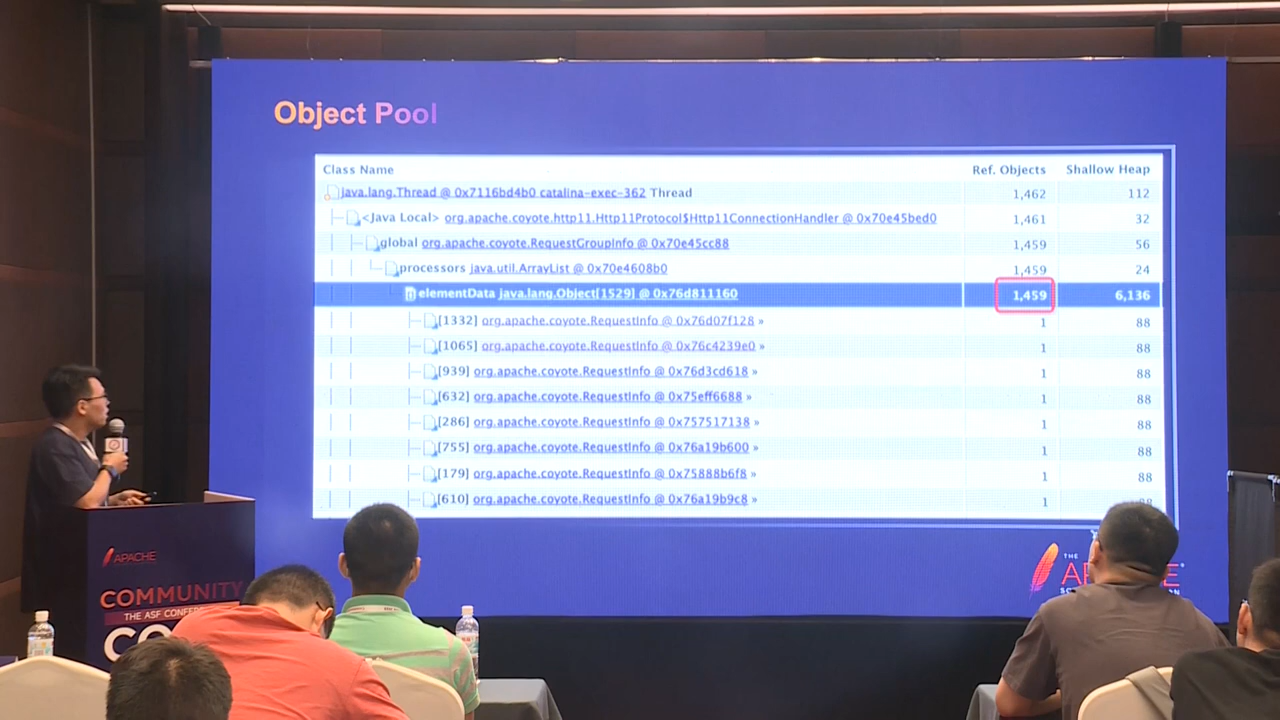 Object Pool
Class Name Ref. Objects Shallow Heap
java.lang.Thread @ 0x7116bd4b0 catalina-exec-362 Thread 1,462 112
<Java Local> org.apache.coyote.http11.Http11Protocol$Http11ConnectionHandler @ 0x70e45bed0 1,461 32
global org.apache.coyote.RequestGroupInfo @ 0x70e45cc88 1,459 56
processors java.util.ArrayList @ 0x70e4608b0 1,459 24
elementData java.lang.Object[1529] @ 0x76d811160 1,459 6,136
[1332] org.apache.coyote.RequestInfo @ 0x76d07f128 » 1 88
[1065] org.apache.coyote.RequestInfo @ 0x76c4239e0 » 1 88
[939] org.apache.coyote.RequestInfo @ 0x76d3cd618 » 1 88
[632] org.apache.coyote.RequestInfo @ 0x75eff6688 » 1 88
[286] org.apache.coyote.RequestInfo @ 0x757517138 » 1 88
[755] org.apache.coyote.RequestInfo @ 0x76a19b600 » 1 88
[179] org.apache.coyote.RequestInfo @ 0x75888b6f8 » 1 88
[610] org.apache.coyote.RequestInfo @ 0x76a19b9c8 » 1 88
THE
APACHE
COMMUNITY
THE ASF